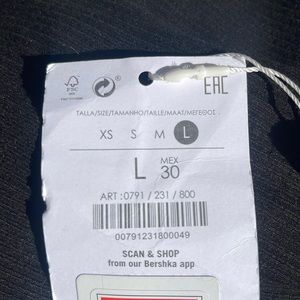 FSC
EAC
TALLA/SIZE/TAMANHO/TAILLE/MAAT/ΜΕΓΕΘΟΣ
XS S M L
L MEX 30
ART :0791 / 231 / 800
00791231800049
SCAN & SHOP
from our Bershka app